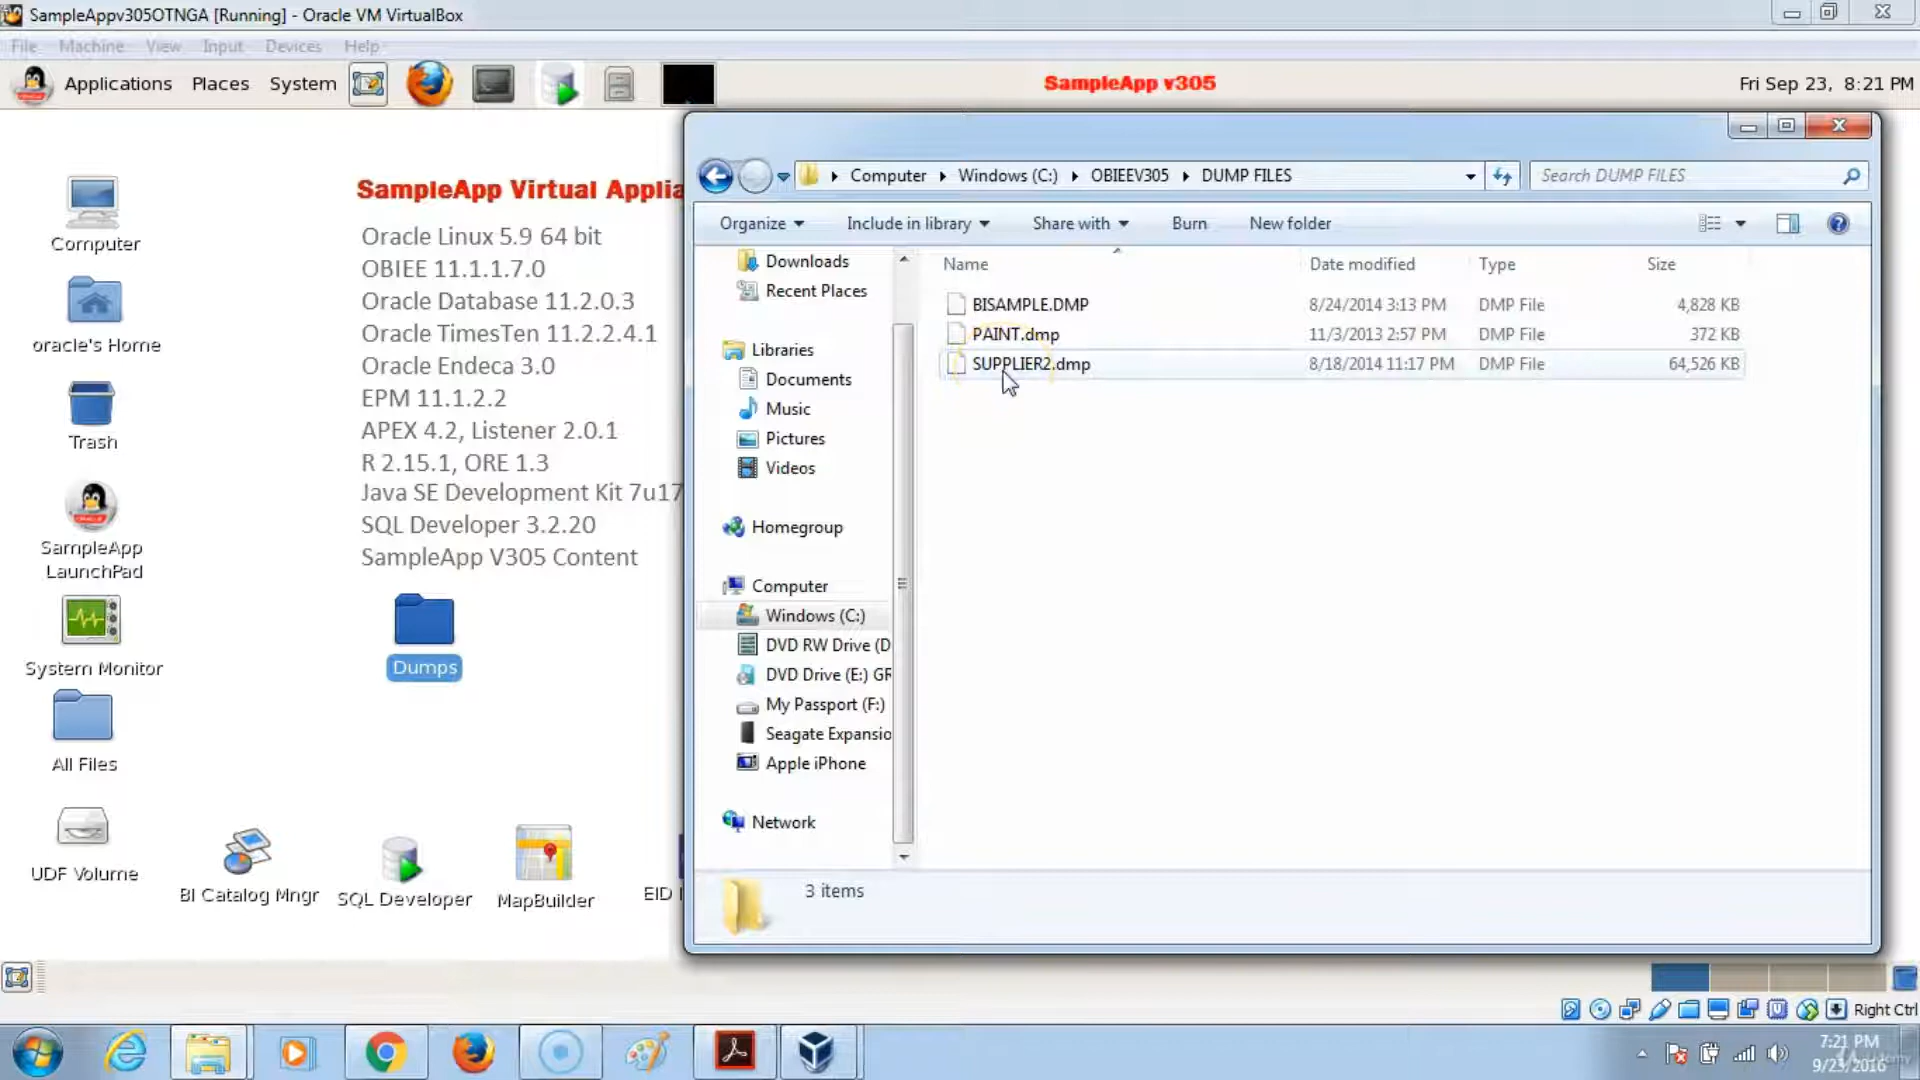 SampleAppv305OTNGA [Running] - Oracle VM VirtualBox
File Machine View Input Devices Help
Applications Places System
SampleApp v305
Fri Sep 23, 8:21 PM
Computer
oracle's Home
Trash
SampleApp
LaunchPad
System Monitor
All Files
UDF Volume
SampleApp Virtual Applia
Oracle Linux 5.9 64 bit
OBIEE 11.1.1.7.0
Oracle Database 11.2.0.3
Oracle TimesTen 11.2.2.4.1
Oracle Endeca 3.0
EPM 11.1.2.2
APEX 4.2, Listener 2.0.1
R 2.15.1, ORE 1.3
Java SE Development Kit 7u17
SQL Developer 3.2.20
SampleApp V305 Content
Dumps
BI Catalog Mngr
SQL Developer
MapBuilder
EID
Computer Windows (C:) OBIEEV305 DUMP FILES
Search DUMP FILES
Organize Include in library Share with Burn New folder
Downloads
Recent Places
Libraries
Documents
Music
Pictures
Videos
Homegroup
Computer
Windows (C:)
DVD RW Drive (D
DVD Drive (E:) GR
My Passport (F:)
Seagate Expansio
Apple iPhone
Network
Name Date modified Type Size
BISAMPLE.DMP 8/24/2014 3:13 PM DMP File 4,828 KB
PAINT.dmp 11/3/2013 2:57 PM DMP File 372 KB
SUPPLIER2.dmp 8/18/2014 11:17 PM DMP File 64,526 KB
3 items
Right Ctrl
7:21 PM
9/23/2016